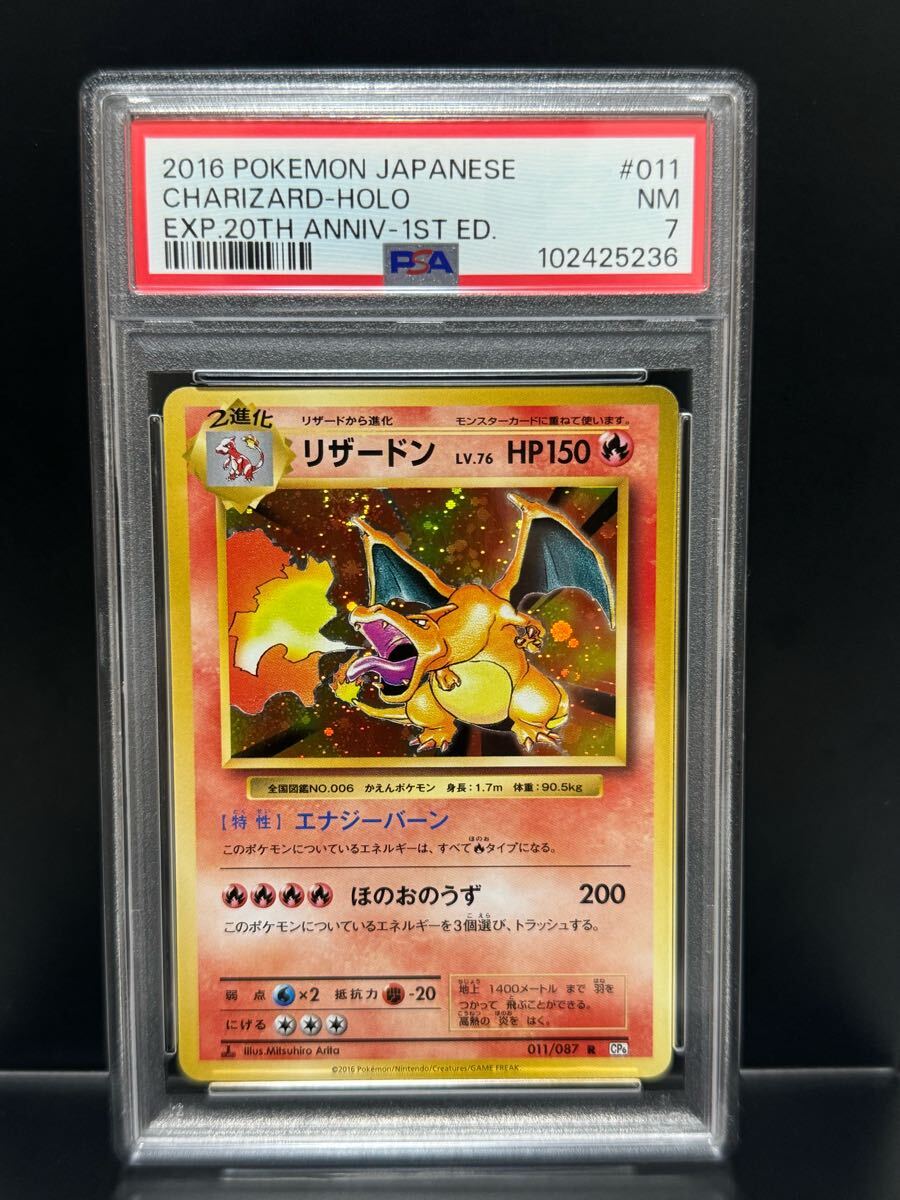 2016 POKEMON JAPANESE #011
CHARIZARD-HOLO NM
EXP.20TH ANNIV-1ST ED. 7
PSA 102425236
2進化 リザードから進化 モンスターカードに重ねて使います。
リザードン LV.76 HP150
全国図鑑NO.006 かえんポケモン 身長:1.7m 体重:90.5kg
[特性] エナジーバーン
このポケモンについているエネルギーは、すべてタイプになる。
ほのおのうず 200
このポケモンについているエネルギーを3個選び、トラッシュする。
弱点 ×2 抵抗力 -20
にげる
地上 1400メートル まで 羽を
つかって 飛ぶことができる。
高熱の 炎を はく。
Illus.Mitsuhiro Arita 011/087 R CP6
©2016 Pokémon/Nintendo/Creatures/GAME FREAK